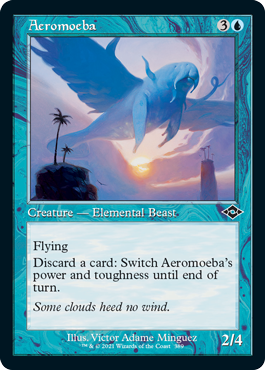 Aeromoeba
3
Creature — Elemental Beast
Flying
Discard a card: Switch Aeromoeba's
power and toughness until end of
turn.
Some clouds heed no wind.
Illus. Victor Adame Minguez
2/4
™ & © 2021 Wizards of the Coast 389